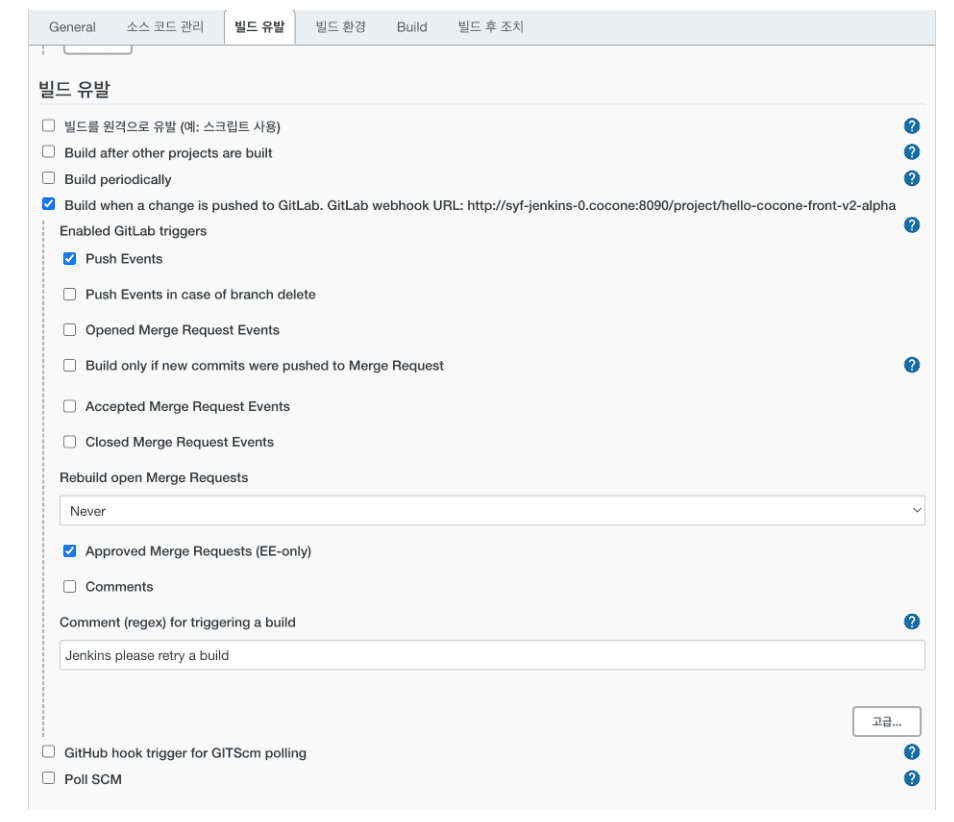 General 소스 코드 관리 빌드 유발 빌드 환경 Build 빌드 후 조치
빌드 유발
빌드를 원격으로 유발 (예: 스크립트 사용)
Build after other projects are built
Build periodically
Build when a change is pushed to GitLab. GitLab webhook URL: http://syf-jenkins-0.cocone:8090/project/hello-cocone-front-v2-alpha
Enabled GitLab triggers
Push Events
Push Events in case of branch delete
Opened Merge Request Events
Build only if new commits were pushed to Merge Request
Accepted Merge Request Events
Closed Merge Request Events
Rebuild open Merge Requests
Never
Approved Merge Requests (EE-only)
Comments
Comment (regex) for triggering a build
Jenkins please retry a build
고급...
GitHub hook trigger for GITScm polling
Poll SCM